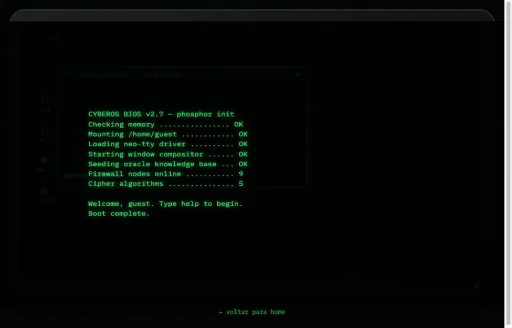 CYBEROS BIOS v2.7 — phosphor init
Checking memory ................ OK
Mounting /home/guest ............ OK
Loading neo-tty driver .......... OK
Starting window compositor ...... OK
Seeding oracle knowledge base ... OK
Firewall nodes online ........... 9
Cipher algorithms ............... 5
Welcome, guest. Type help to begin.
Boot complete.
← voltar para home